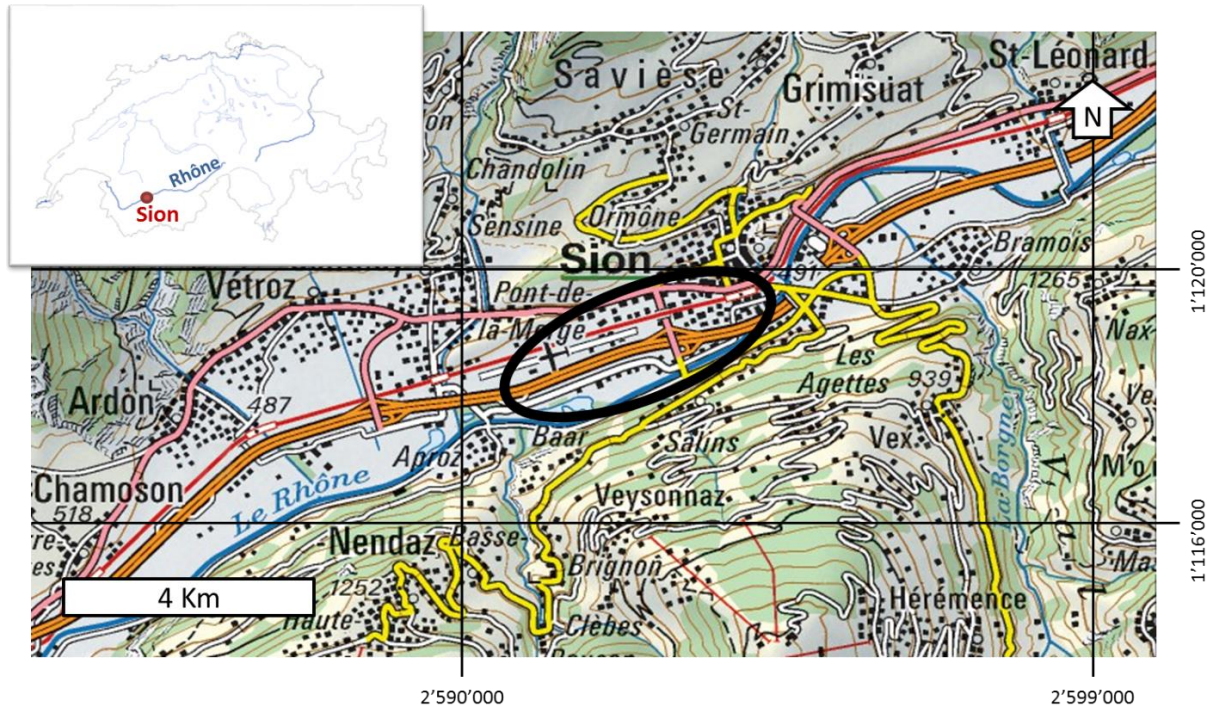 Rhône
Sion
Savièse
Grimisuat
St-Léonard
N
St-
Germain
Chandolin
Sensine
Ormône
Sion
491
Bramois
1265
Vétroz
Pont-de-
la-Morge
Nax
Les
Agettes
939
Ardon
487
Baar
Salins
Vex
Aproz
Le Rhône
La Borgne
Chamoson
518
Veysonnaz
Nendaz
Basse-
Brignon
1252
4 Km
Haute-
Clèbes
Hérémence
1'120'000
1'116'000
2'590'000
2'599'000